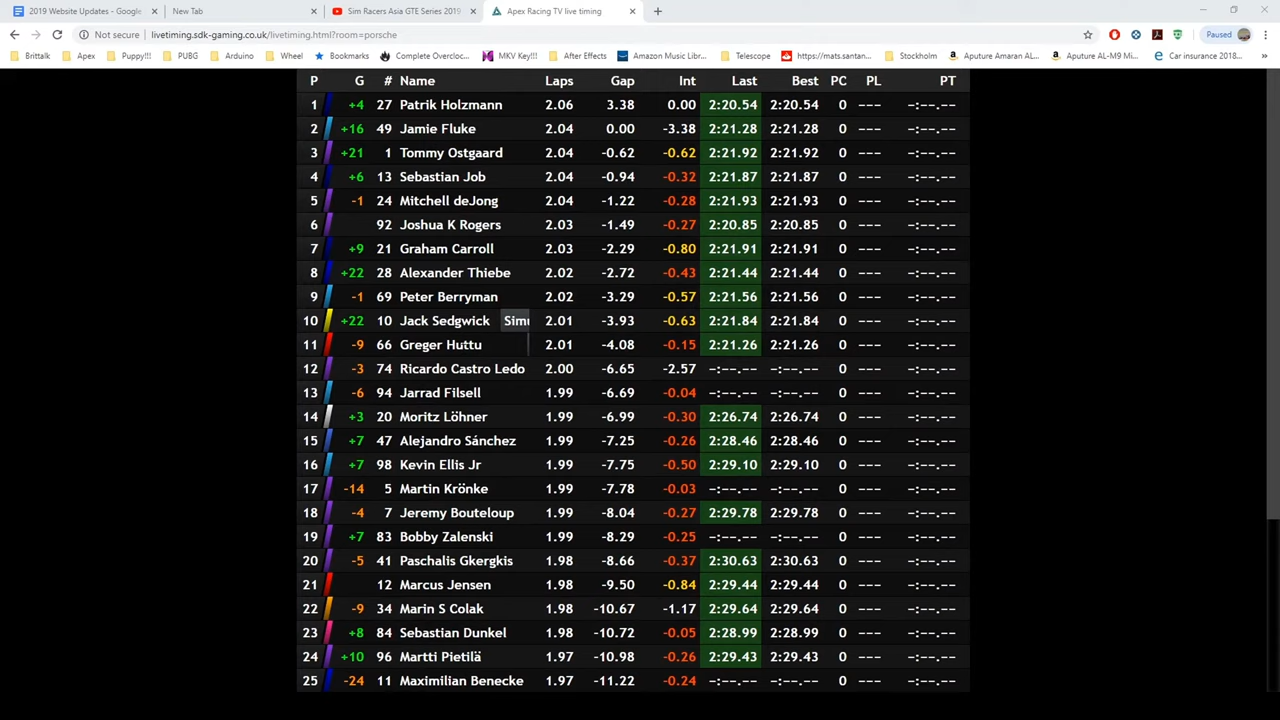 2019 Website Updates - Google
New Tab
Sim Racers Asia GTE Series 2019
Apex Racing TV live timing
Not secure
livetiming.sdk-gaming.co.uk/livetiming.html?room=porsche
Paused
Brittalk
Apex
Puppy!!!
PUBG
Arduino
Wheel
Bookmarks
Complete Overcloc...
MKV Key!!!
After Effects
Amazon Music Libr...
Telescope
https://mats.santan...
Stockholm
Aputure Amaran AL...
Aputure AL-M9 Mi...
Car insurance 2018...
P G # Name Laps Gap Int Last Best PC PL PT
1 +4 27 Patrik Holzmann 2.06 3.38 0.00 2:20.54 2:20.54 0 --- -:--.--
2 +16 49 Jamie Fluke 2.04 0.00 -3.38 2:21.28 2:21.28 0 --- -:--.--
3 +21 1 Tommy Ostgaard 2.04 -0.62 -0.62 2:21.92 2:21.92 0 --- -:--.--
4 +6 13 Sebastian Job 2.04 -0.94 -0.32 2:21.87 2:21.87 0 --- -:--.--
5 -1 24 Mitchell deJong 2.04 -1.22 -0.28 2:21.93 2:21.93 0 --- -:--.--
6 92 Joshua K Rogers 2.03 -1.49 -0.27 2:20.85 2:20.85 0 --- -:--.--
7 +9 21 Graham Carroll 2.03 -2.29 -0.80 2:21.91 2:21.91 0 --- -:--.--
8 +22 28 Alexander Thiebe 2.02 -2.72 -0.43 2:21.44 2:21.44 0 --- -:--.--
9 -1 69 Peter Berryman 2.02 -3.29 -0.57 2:21.56 2:21.56 0 --- -:--.--
10 +22 10 Jack Sedgwick Sim 2.01 -3.93 -0.63 2:21.84 2:21.84 0 --- -:--.--
11 -9 66 Greger Huttu 2.01 -4.08 -0.15 2:21.26 2:21.26 0 --- -:--.--
12 -3 74 Ricardo Castro Ledo 2.00 -6.65 -2.57 -:--.-- -:--.-- 0 --- -:--.--
13 -6 94 Jarrad Filsell 1.99 -6.69 -0.04 -:--.-- -:--.-- 0 --- -:--.--
14 +3 20 Moritz Löhner 1.99 -6.99 -0.30 2:26.74 2:26.74 0 --- -:--.--
15 +7 47 Alejandro Sánchez 1.99 -7.25 -0.26 2:28.46 2:28.46 0 --- -:--.--
16 +7 98 Kevin Ellis Jr 1.99 -7.75 -0.50 2:29.10 2:29.10 0 --- -:--.--
17 -14 5 Martin Krönke 1.99 -7.78 -0.03 -:--.-- -:--.-- 0 --- -:--.--
18 -4 7 Jeremy Bouteloup 1.99 -8.04 -0.27 2:29.78 2:29.78 0 --- -:--.--
19 +7 83 Bobby Zalenski 1.99 -8.29 -0.25 -:--.-- -:--.-- 0 --- -:--.--
20 -5 41 Paschalis Gkergkis 1.98 -8.66 -0.37 2:30.63 2:30.63 0 --- -:--.--
21 12 Marcus Jensen 1.98 -9.50 -0.84 2:29.44 2:29.44 0 --- -:--.--
22 -9 34 Marin S Colak 1.98 -10.67 -1.17 2:29.64 2:29.64 0 --- -:--.--
23 +8 84 Sebastian Dunkel 1.98 -10.72 -0.05 2:28.99 2:28.99 0 --- -:--.--
24 +10 96 Martti Pietilä 1.97 -10.98 -0.26 2:29.43 2:29.43 0 --- -:--.--
25 -24 11 Maximilian Benecke 1.97 -11.22 -0.24 -:--.-- -:--.-- 0 --- -:--.--